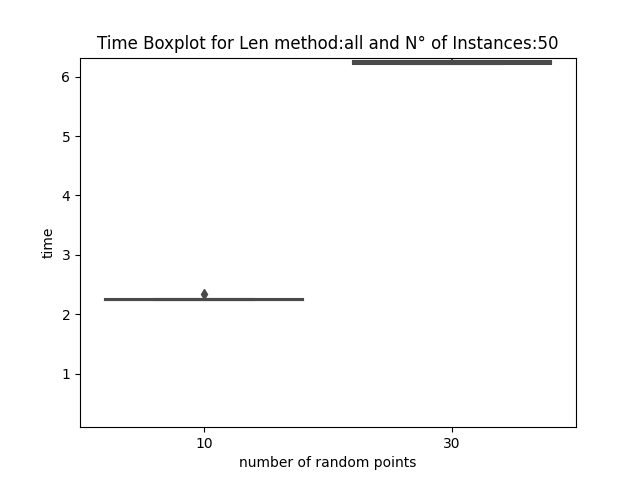 Time Boxplot for Len method:all and N° of Instances:50
6
5
4
3
2
1
time
10
30
number of random points